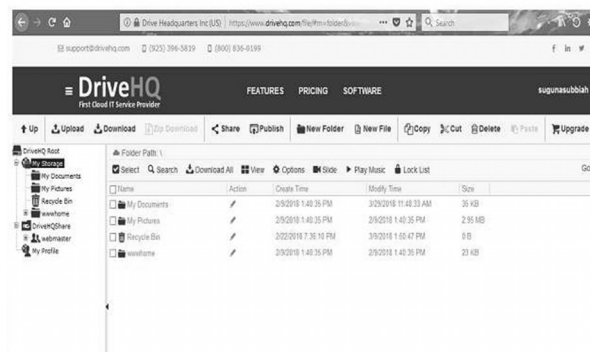 Drive Headquarters Inc (US) https://www.drivehq.com/file/ Search
support@drivehq.com (925) 396-5819 (800) 836-0199 f in
DriveHQ
First Cloud IT Service Provider
FEATURES PRICING SOFTWARE sugunasubbiah
Up Upload Download Zip Download Share Publish New Folder New File Copy Cut Delete Paste Upgrade
DriveHQ Root
My Storage
My Documents
My Pictures
Recycle Bin
wwwhome
DriveHQShare
webmaster
My Profile
Folder Path: \
Select Search Download All View Options Slide Play Music Lock List Go
Name Action Create Time Modify Time Size
My Documents 2/9/2018 1:40:35 PM 3/29/2018 11:48:33 AM 35 KB
My Pictures 2/9/2018 1:40:35 PM 2/9/2018 1:40:35 PM 2.95 MB
Recycle Bin 2/22/2018 7:36:10 PM 3/9/2018 1:50:47 PM 0 B
wwwhome 2/9/2018 1:40:35 PM 2/9/2018 1:40:35 PM 23 KB